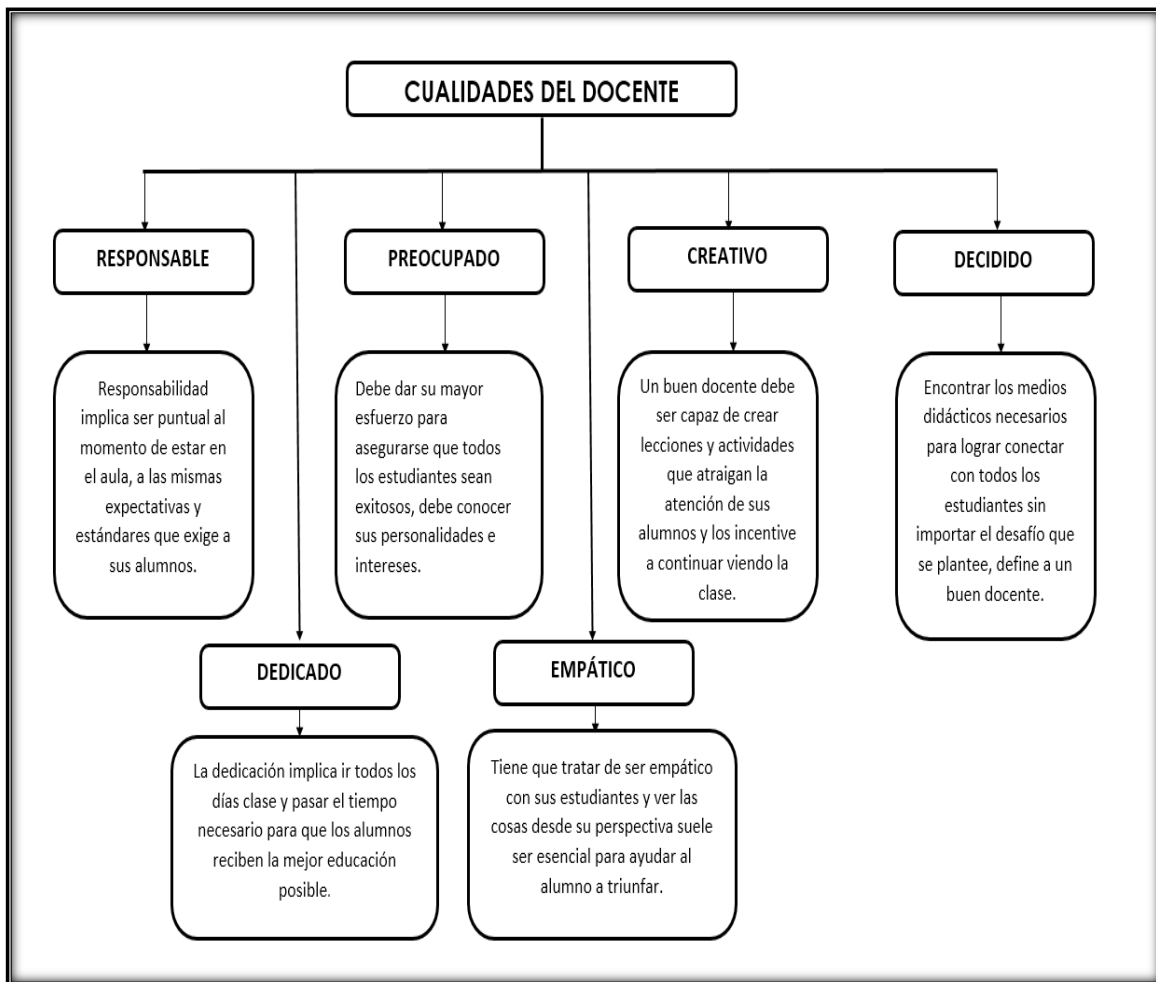 CUALIDADES DEL DOCENTE
RESPONSABLE
Responsabilidad
implica ser puntual al
momento de estar en
el aula, a las mismas
expectativas y
estándares que exige a
sus alumnos.
DEDICADO
La dedicación implica ir todos los
días clase y pasar el tiempo
necesario para que los alumnos
reciben la mejor educación
posible.
PREOCUPADO
Debe dar su mayor
esfuerzo para
asegurarse que todos
los estudiantes sean
exitosos, debe conocer
sus personalidades e
intereses.
EMPÁTICO
Tiene que tratar de ser empático
con sus estudiantes y ver las
cosas desde su perspectiva suele
ser esencial para ayudar al
alumno a triunfar.
CREATIVO
Un buen docente debe
ser capaz de crear
lecciones y actividades
que atraigan la
atención de sus
alumnos y los incentive
a continuar viendo la
clase.
DECIDIDO
Encontrar los medios
didácticos necesarios
para lograr conectar
con todos los
estudiantes sin
importar el desafío que
se plantee, define a un
buen docente.